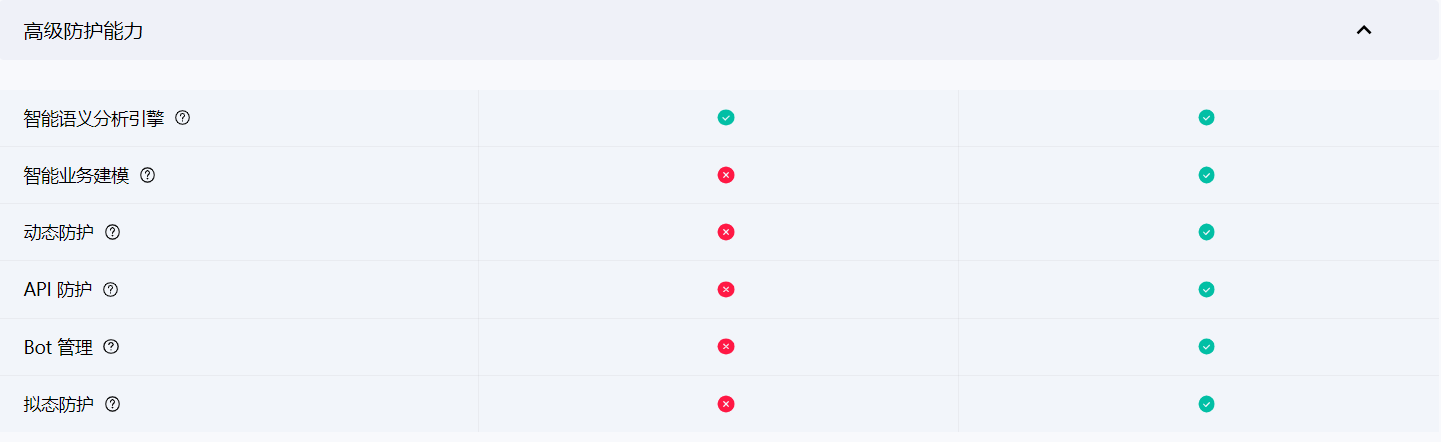 高级防护能力
智能语义分析引擎
智能业务建模
动态防护
API 防护
Bot 管理
拟态防护